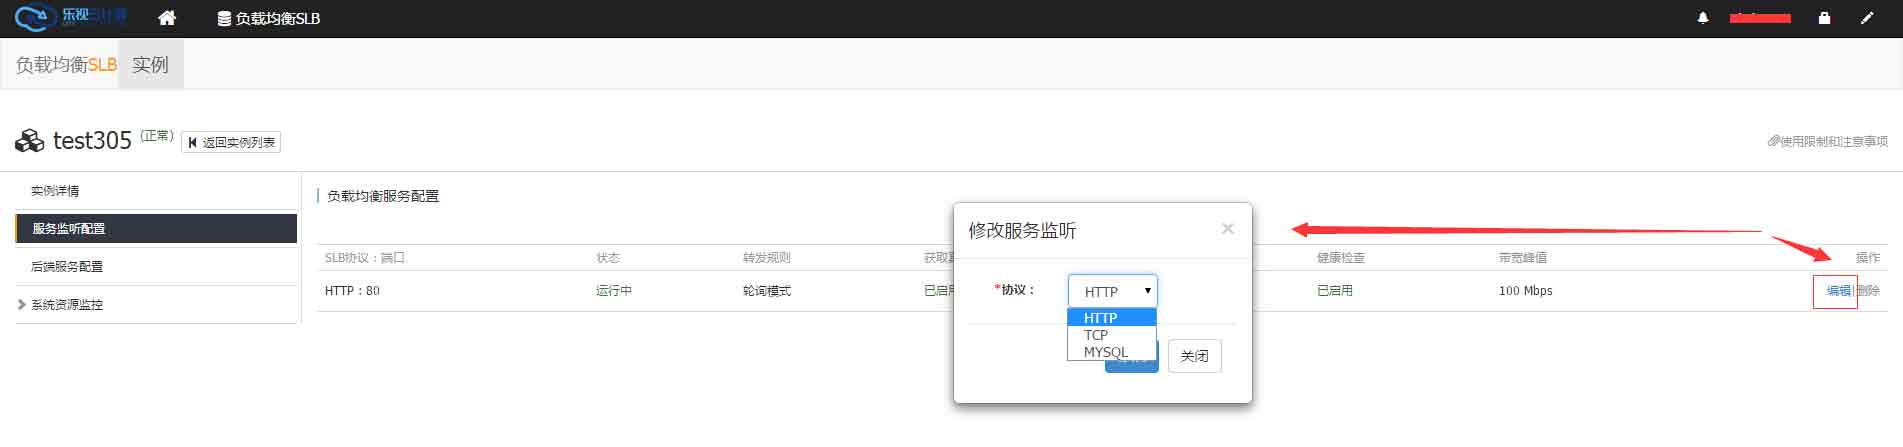 乐视云计算
负载均衡SLB
负载均衡SLB 实例
test305 (正常) 返回实例列表
使用限制和注意事项
实例详情
服务监听配置
后端服务配置
系统资源监控
负载均衡服务配置
SLB协议:端口 状态 转发规则 获取 健康检查 带宽峰值 操作
HTTP:80 运行中 轮询模式 已启用 100 Mbps 编辑|删除
修改服务监听 ×
*协议: HTTP
HTTP
TCP
MYSQL
关闭